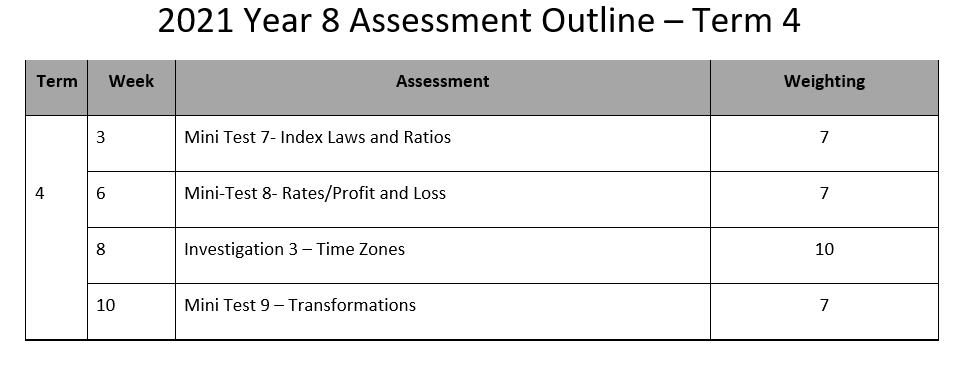 2021 Year 8 Assessment Outline – Term 4
Term Week Assessment Weighting
3 Mini Test 7- Index Laws and Ratios 7
4 6 Mini-Test 8- Rates/Profit and Loss 7
8 Investigation 3 – Time Zones 10
10 Mini Test 9 – Transformations 7